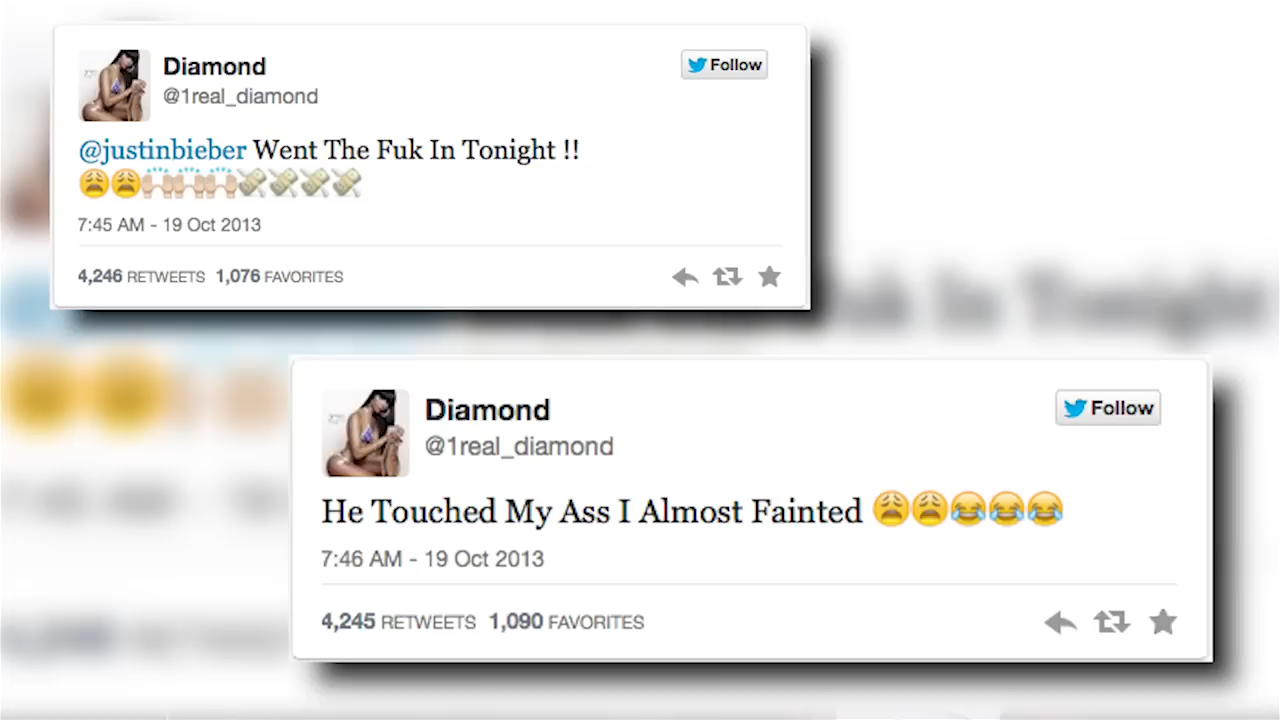 Diamond
Follow
@1real_diamond
@justinbieber Went The Fuk In Tonight !!
😩😩🙌🙌🙌💸💸💸💸
7:45 AM - 19 Oct 2013
4,246 RETWEETS 1,076 FAVORITES
Diamond
Follow
@1real_diamond
He Touched My Ass I Almost Fainted 😩😩😂😂😂
7:46 AM - 19 Oct 2013
4,245 RETWEETS 1,090 FAVORITES